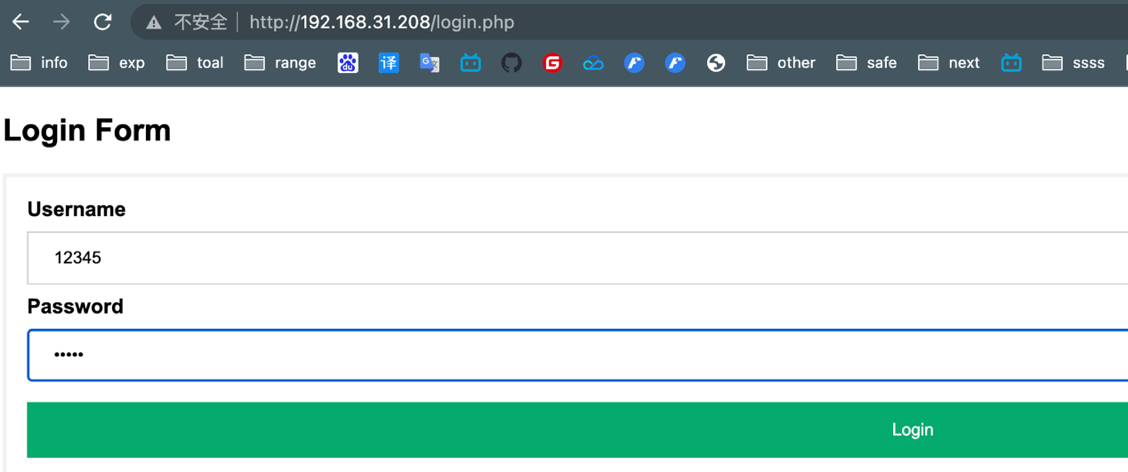 不安全 http://192.168.31.208/login.php
info exp toal range 译 other safe next ssss
Login Form
Username
12345
Password
•••••
Login